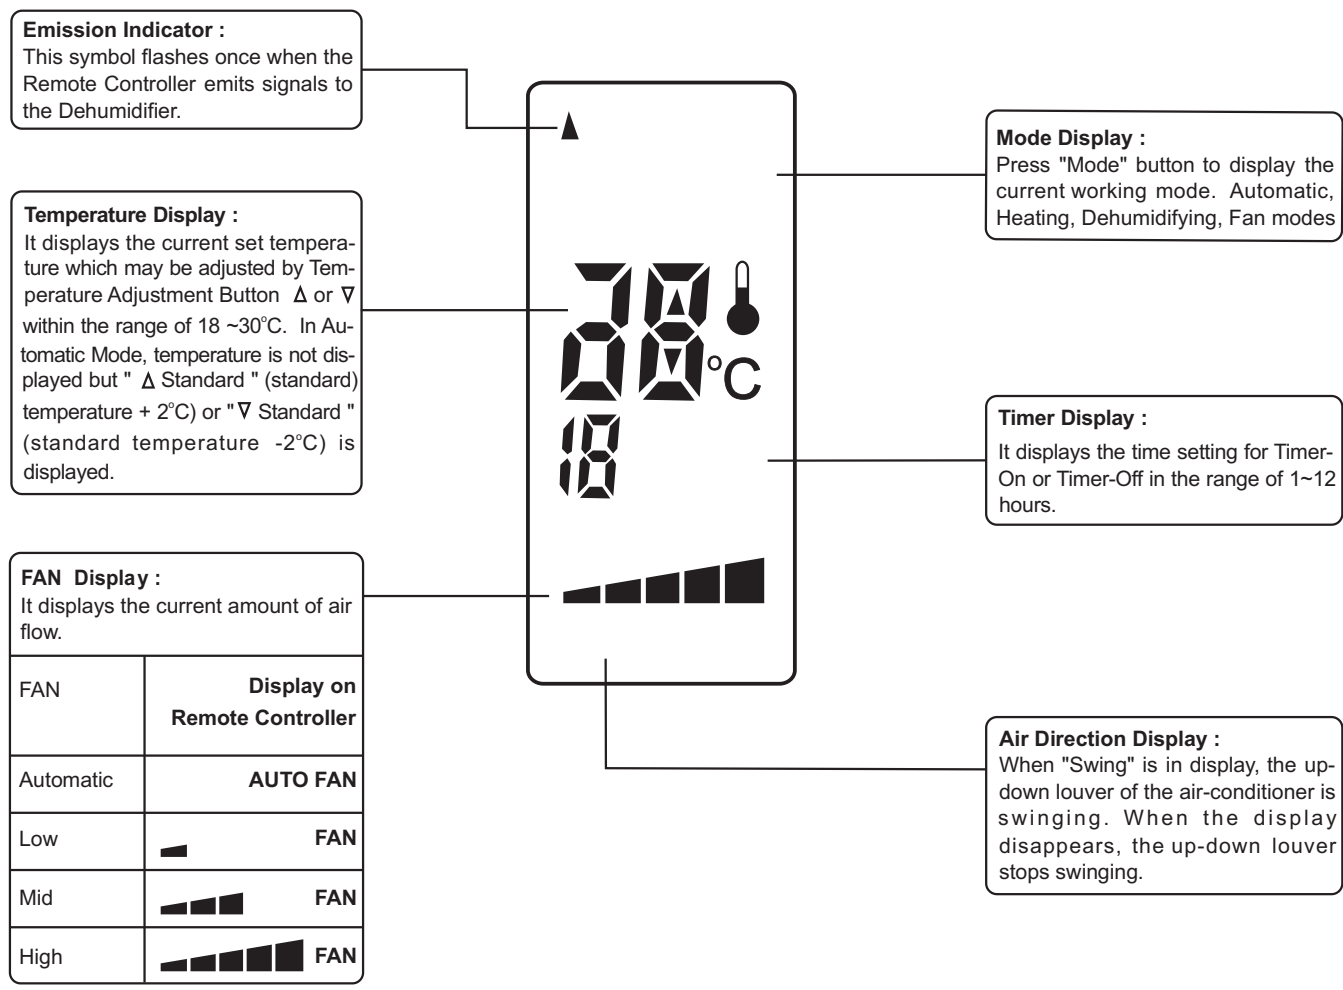 Emission Indicator :
This symbol flashes once when the
Remote Controller emits signals to
the Dehumidifier.
Temperature Display :
It displays the current set tempera-
ture which may be adjusted by Tem-
perature Adjustment Button Δ or ∇
within the range of 18 ~30°C. In Au-
tomatic Mode, temperature is not dis-
played but " Δ Standard " (standard)
temperature + 2°C) or "∇ Standard "
(standard temperature -2°C) is
displayed.
FAN Display :
It displays the current amount of air
flow.
FAN
Display on
Remote Controller
Automatic AUTO FAN
Low FAN
Mid FAN
High FAN
°C
18
Mode Display :
Press "Mode" button to display the
current working mode. Automatic,
Heating, Dehumidifying, Fan modes
Timer Display :
It displays the time setting for Timer-
On or Timer-Off in the range of 1~12
hours.
Air Direction Display :
When "Swing" is in display, the up-
down louver of the air-conditioner is
swinging. When the display
disappears, the up-down louver
stops swinging.